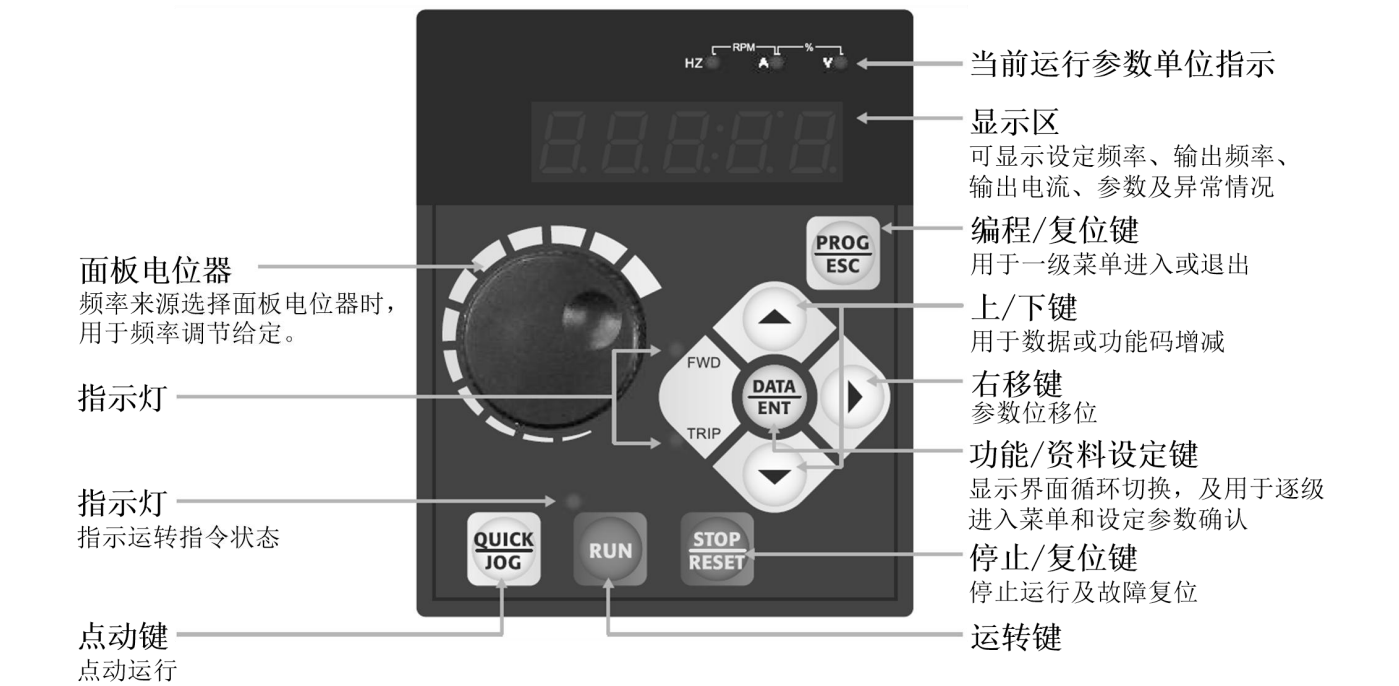 RPM
%
HZ
A
V
当前运行参数单位指示
显示区
可显示设定频率、输出频率、
输出电流、参数及异常情况
编程/复位键
用于一级菜单进入或退出
PROG
ESC
上/下键
用于数据或功能码增减
面板电位器
频率来源选择面板电位器时，
用于频率调节给定。
FWD
DATA
ENT
右移键
参数位移位
指示灯
TRIP
功能/资料设定键
显示界面循环切换，及用于逐级
进入菜单和设定参数确认
指示灯
指示运转指令状态
QUICK
JOG
RUN
STOP
RESET
停止/复位键
停止运行及故障复位
点动键
点动运行
运转键